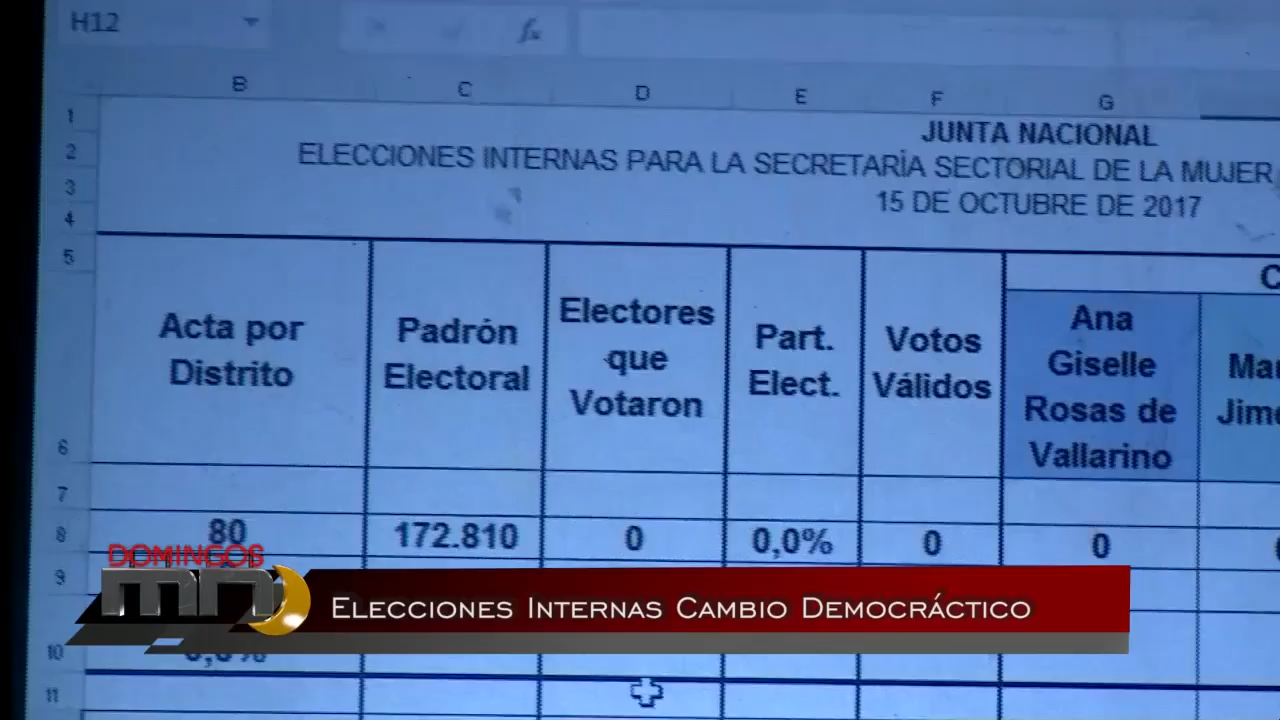 H12
fx
B C D E F G
1
JUNTA NACIONAL
2
ELECCIONES INTERNAS PARA LA SECRETARÍA SECTORIAL DE LA MUJER
3
15 DE OCTUBRE DE 2017
4
5
Acta por
Distrito
Padrón
Electoral
Electores
que
Votaron
Part.
Elect.
Votos
Válidos
Ana
Giselle
Rosas de
Vallarino
6
7
8 80 172.810 0 0,0% 0 0
9
10
11
DOMINGOS
mn
ELECCIONES INTERNAS CAMBIO DEMOCRÁCTICO